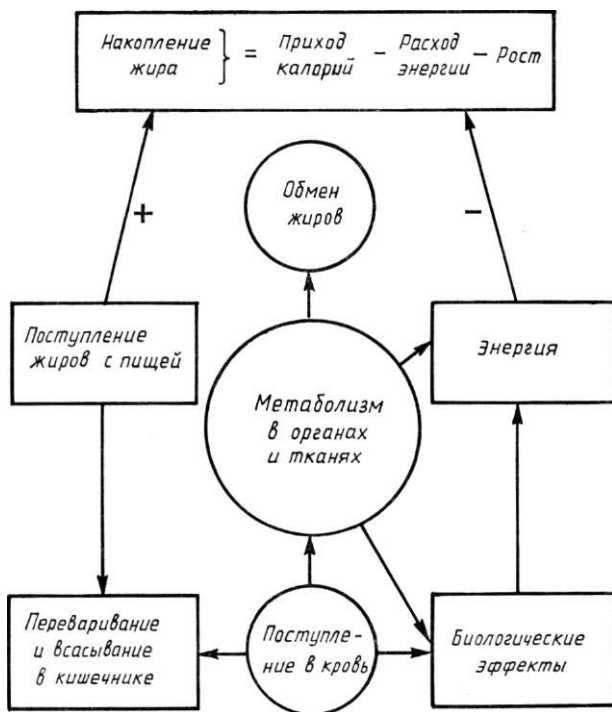 Накопление жира } = Приход калорий – Расход энергии – Рост
+
–
Обмен
жиров
Поступление
жиров с пищей
Энергия
Метаболизм
в органах
и тканях
Переваривание
и всасывание
в кишечнике
Поступле-
ние в кровь
Биологические
эффекты